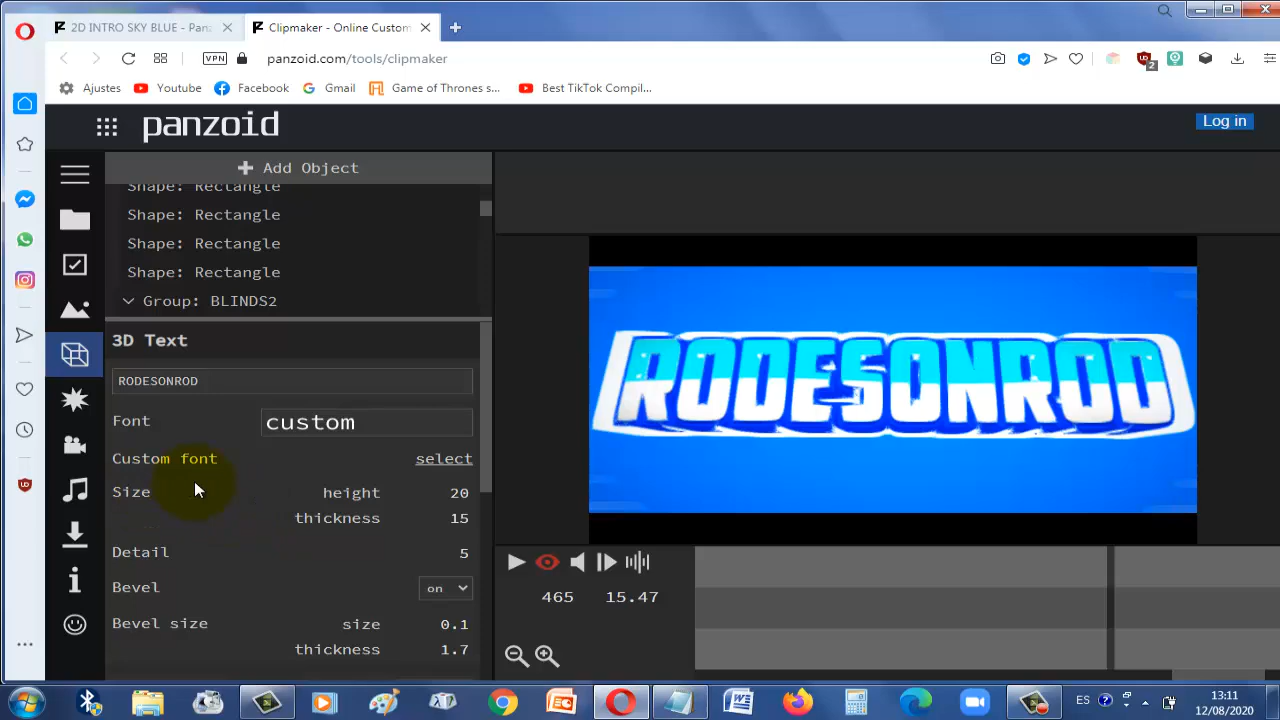 2D INTRO SKY BLUE - Panz
Clipmaker - Online Custom
VPN
panzoid.com/tools/clipmaker
2
Ajustes
Youtube
Facebook
Gmail
Game of Thrones s...
Best TikTok Compil...
panzoid
Log in
Add Object
Shape: Rectangle
Shape: Rectangle
Shape: Rectangle
Shape: Rectangle
Group: BLINDS2
3D Text
RODESONROD
Font
custom
Custom font
select
Size
height
20
thickness
15
Detail
5
Bevel
on
Bevel size
size
0.1
thickness
1.7
RODESONROD
465
15.47
ES
13:11
12/08/2020